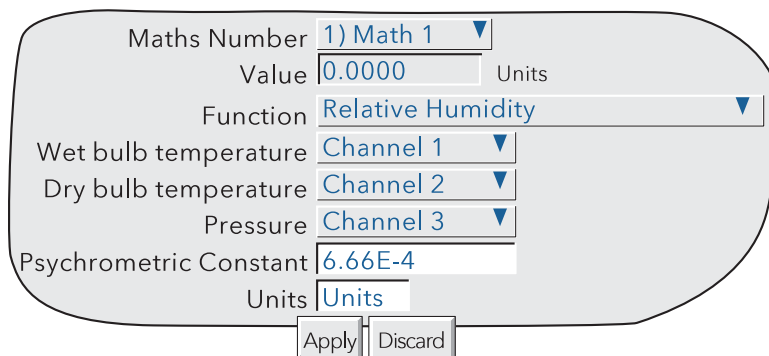 Maths Number 1) Math 1
Value 0.0000 Units
Function Relative Humidity
Wet bulb temperature Channel 1
Dry bulb temperature Channel 2
Pressure Channel 3
Psychrometric Constant 6.66E-4
Units Units
Apply Discard